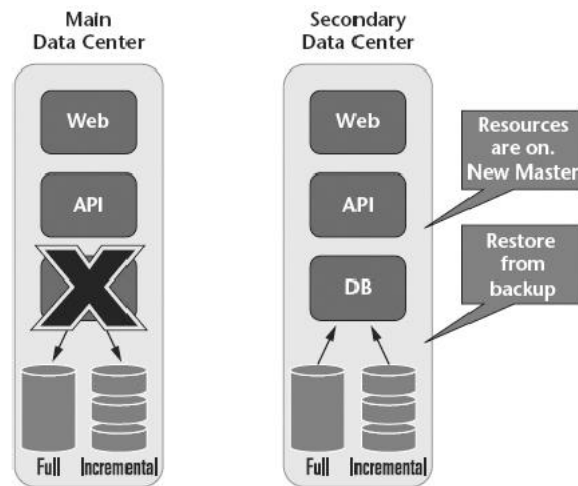 Main
Data Center
Secondary
Data Center
Web
API
Full
Incremental
Web
API
DB
Full
Incremental
Resources
are on.
New Master
Restore
from
backup